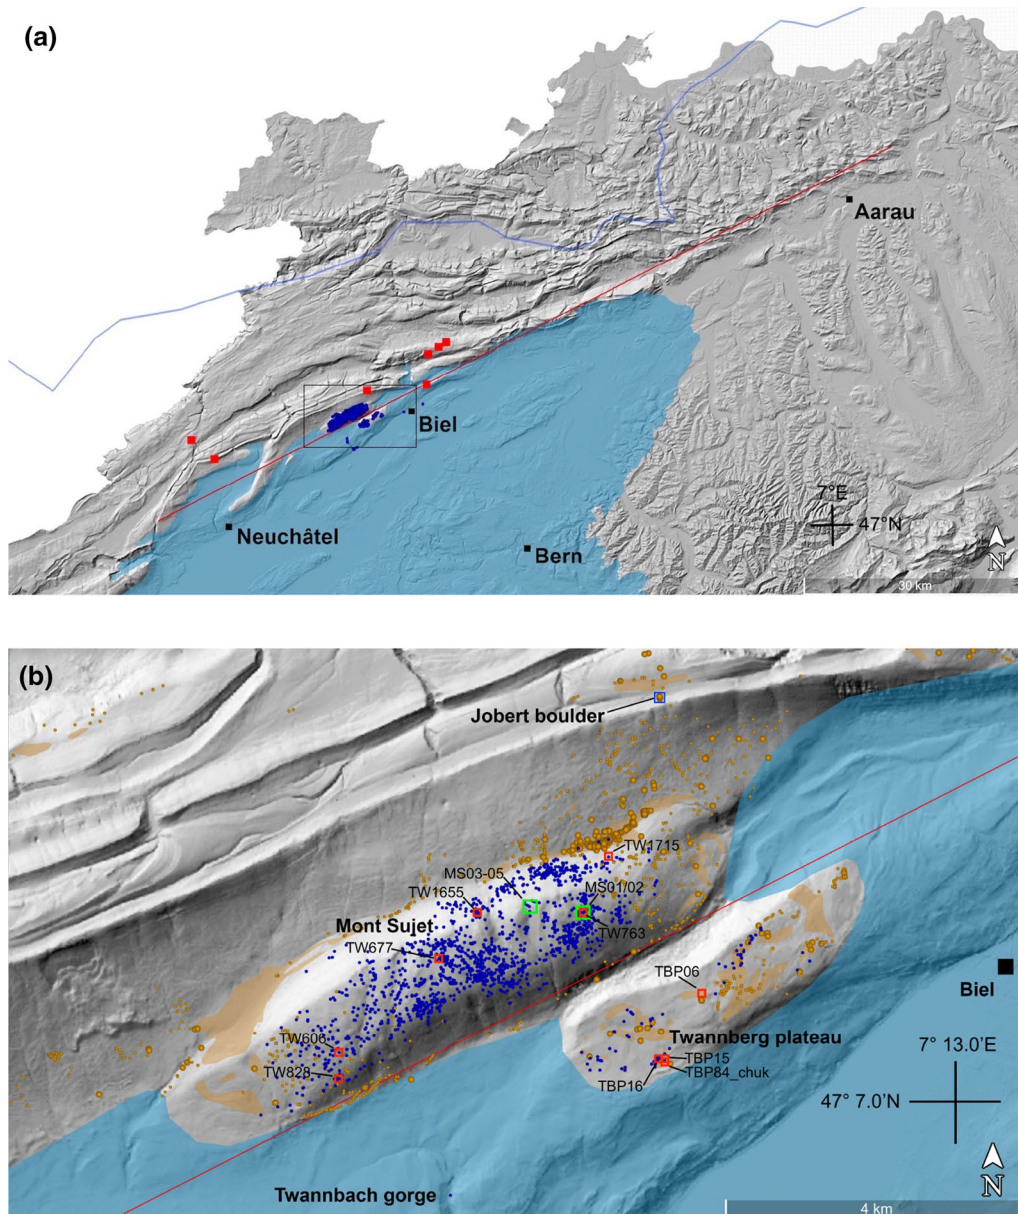 (a)
Aarau
Biel
7°E
47°N
Neuchâtel
Bern
N
30 km
(b)
Jobert boulder
TW1715
MS03-05
MS01/02
TW1655
Mont Sujet
TW763
TW677
TBP06
Biel
TW606
Twannberg plateau
7° 13.0'E
TBP15
TW828
TBP84_chuk
TBP16
47° 7.0'N
N
Twannbach gorge
4 km